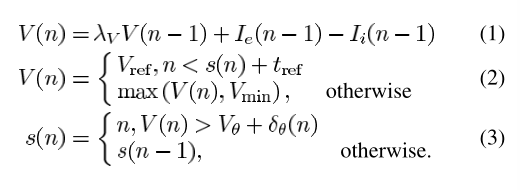 V(n) = λ_V V(n − 1) + I_e(n − 1) − I_i(n − 1) (1)
V(n) = { V_ref, n < s(n) + t_ref
max (V(n), V_min), otherwise (2)
s(n) = { n, V(n) > V_θ + δ_θ(n)
s(n − 1), otherwise. (3)